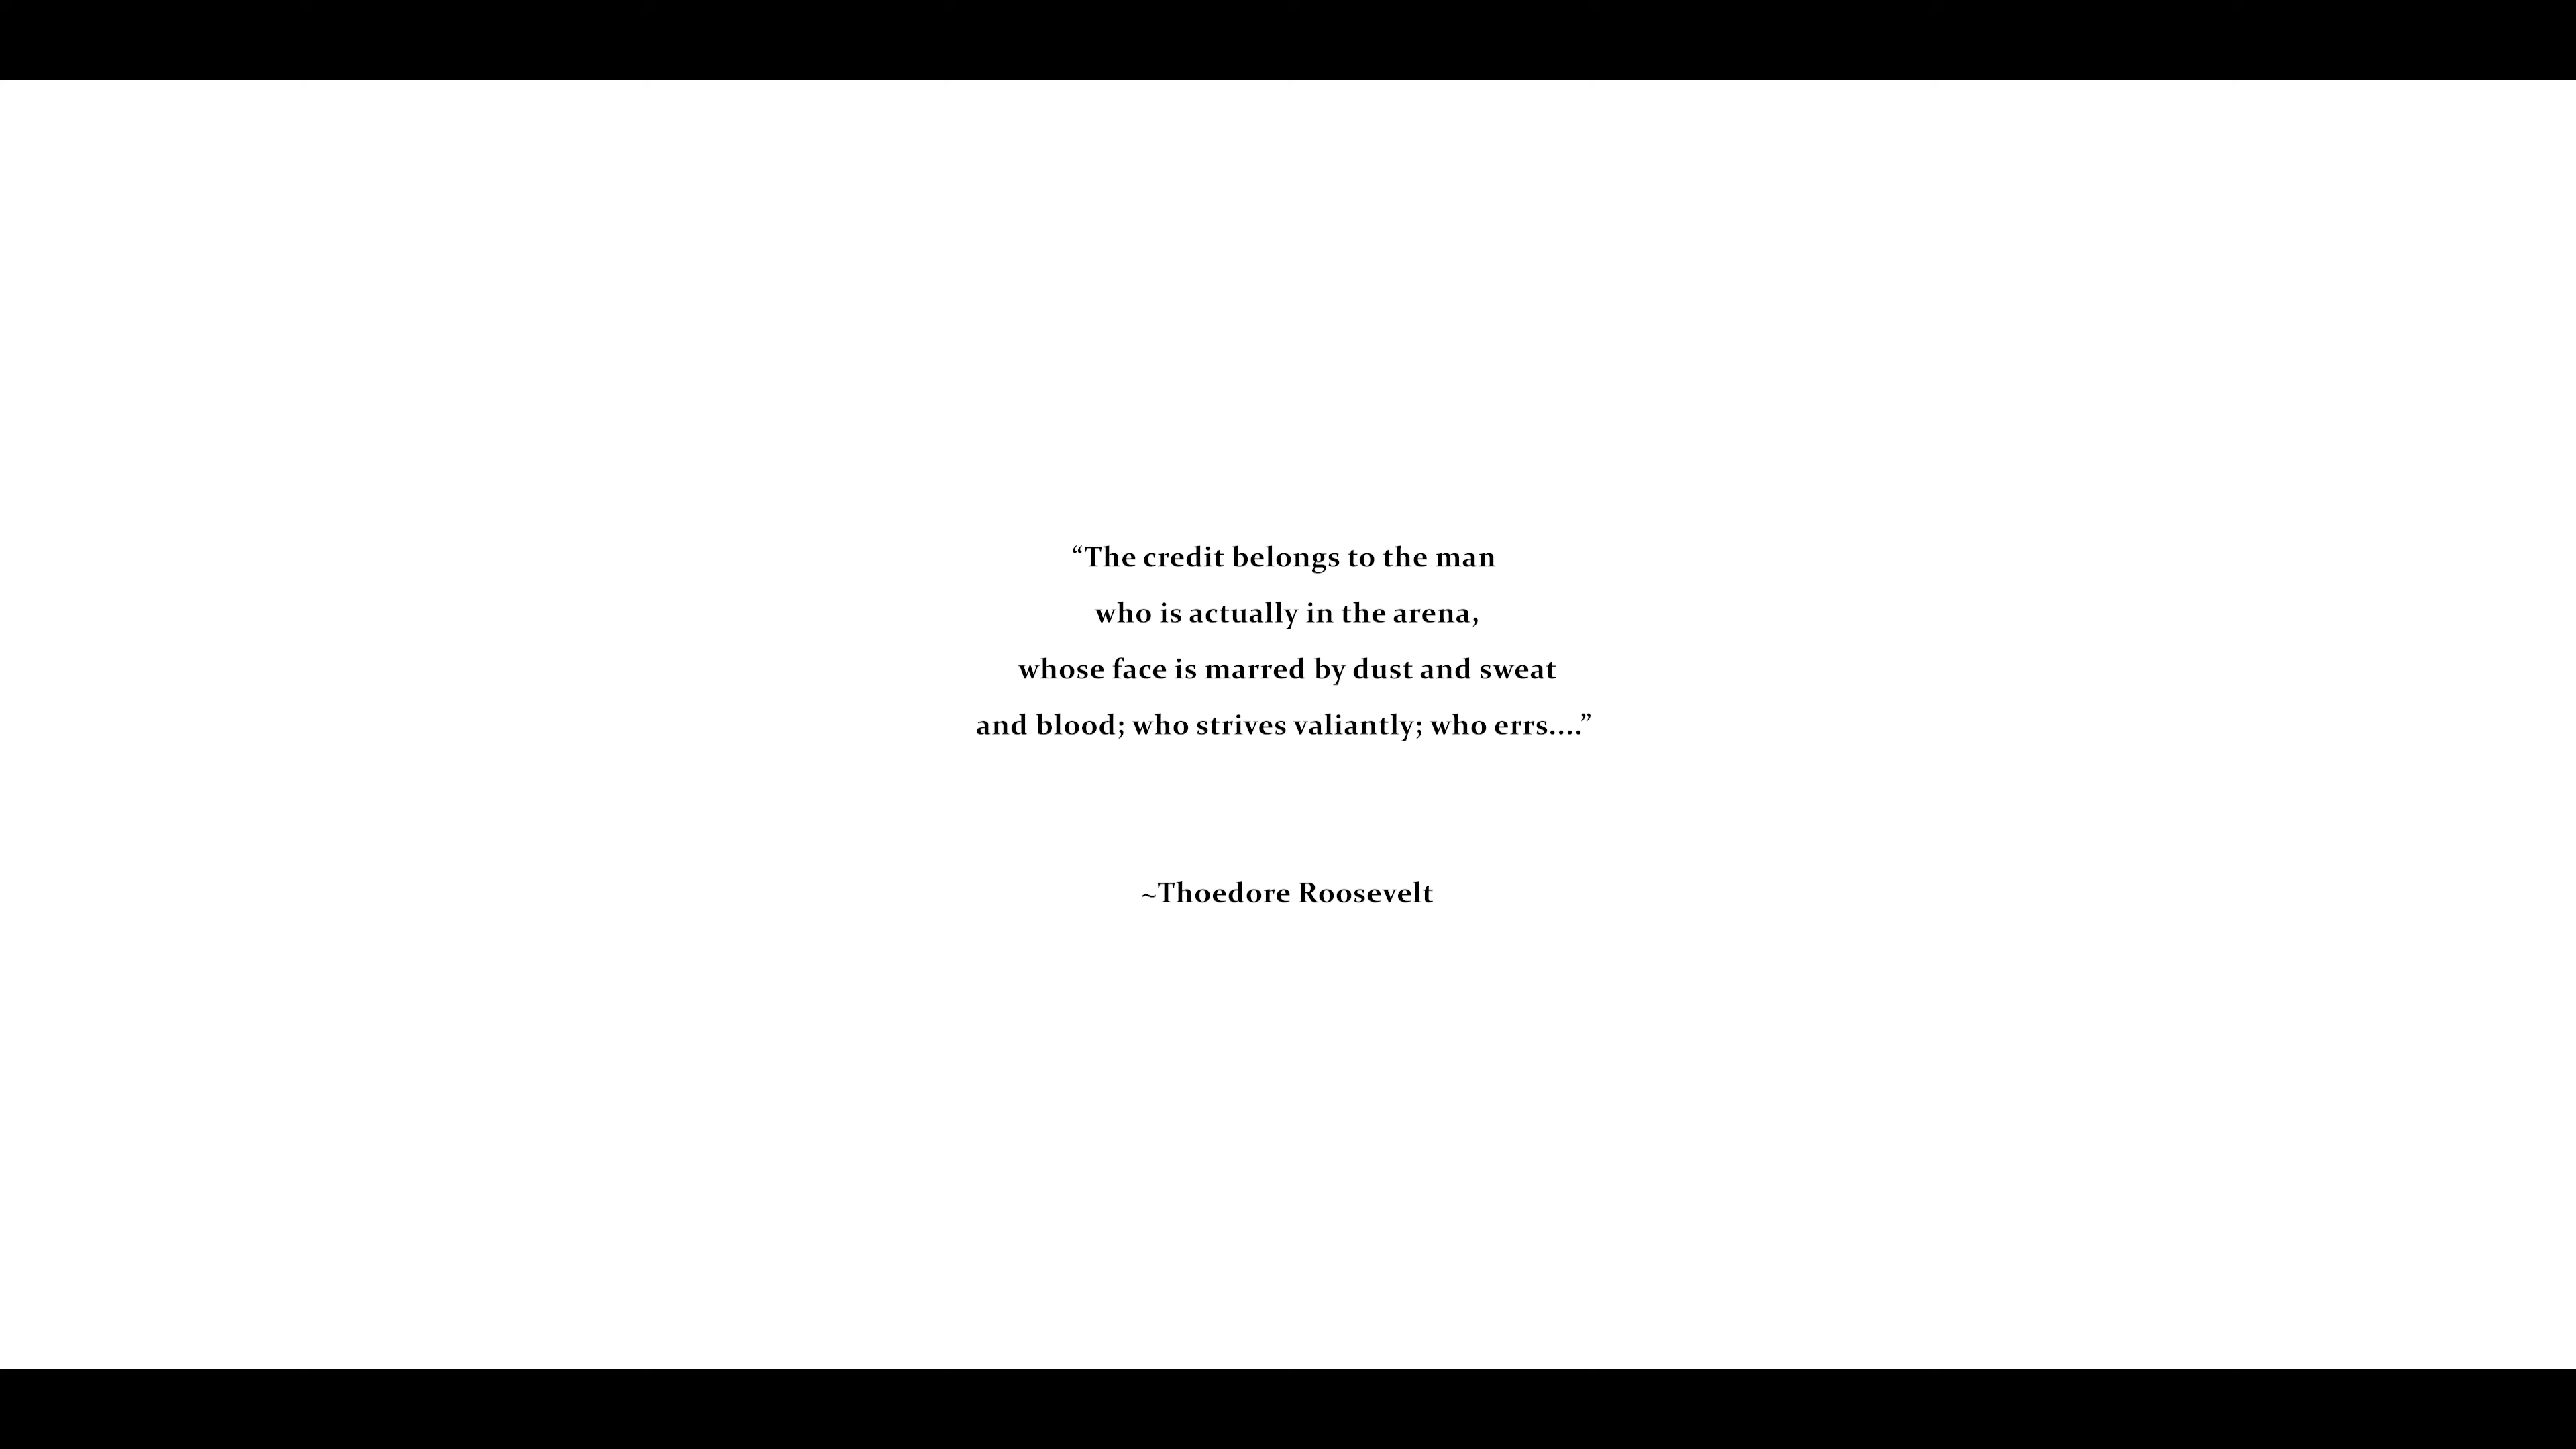 “The credit belongs to the man
who is actually in the arena,
whose face is marred by dust and sweat
and blood; who strives valiantly; who errs....”
~Thoedore Roosevelt